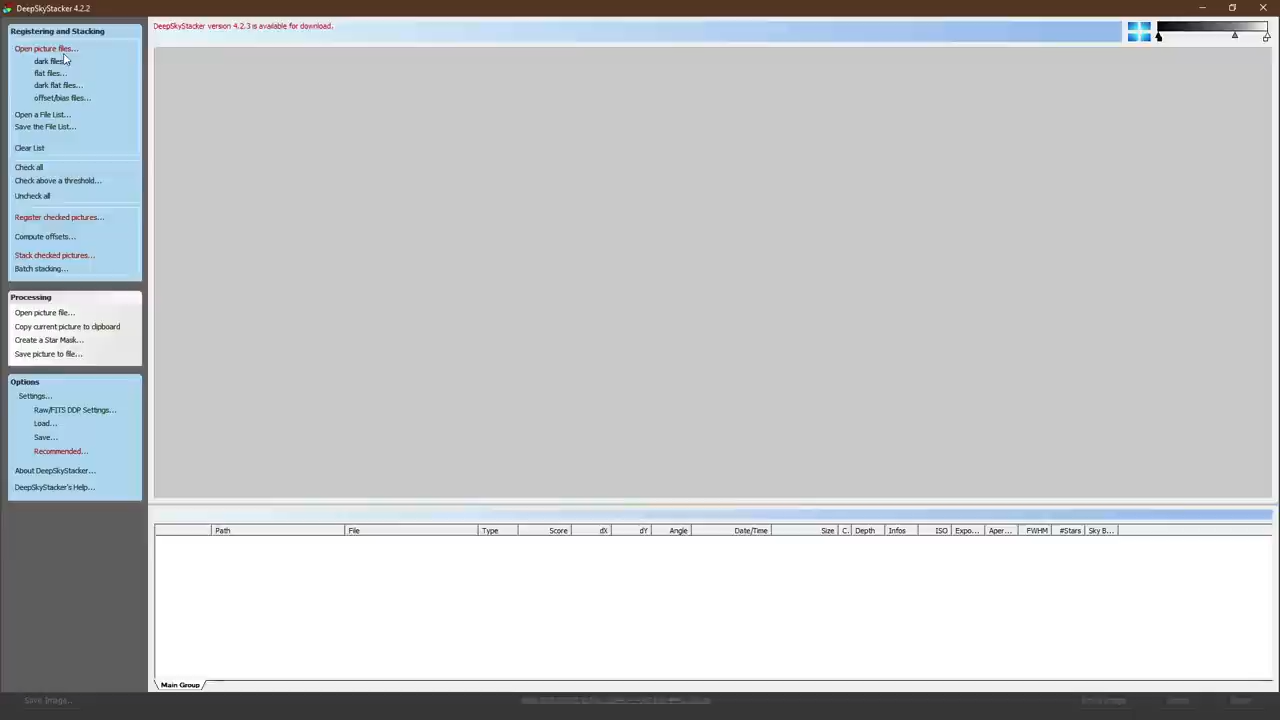 DeepSkyStacker 4.2.2
Registering and Stacking
Open picture files...
dark files...
flat files...
dark flat files...
offset/bias files...
Open a File List...
Save the File List...
Clear List
Check all
Check above a threshold...
Uncheck all
Register checked pictures...
Compute offsets...
Stack checked pictures...
Batch stacking...
Processing
Open picture file...
Copy current picture to clipboard
Create a Star Mask...
Save picture to file...
Options
Settings...
Raw/FITS DDP Settings...
Load...
Save...
Recommended...
About DeepSkyStacker...
DeepSkyStacker's Help...
DeepSkyStacker version 4.2.3 is available for download.
Path File Type Score dX dY Angle Date/Time Size C. Depth Infos ISO Expo... Aper... FWHM #Stars Sky B...
Main Group
Save Image...